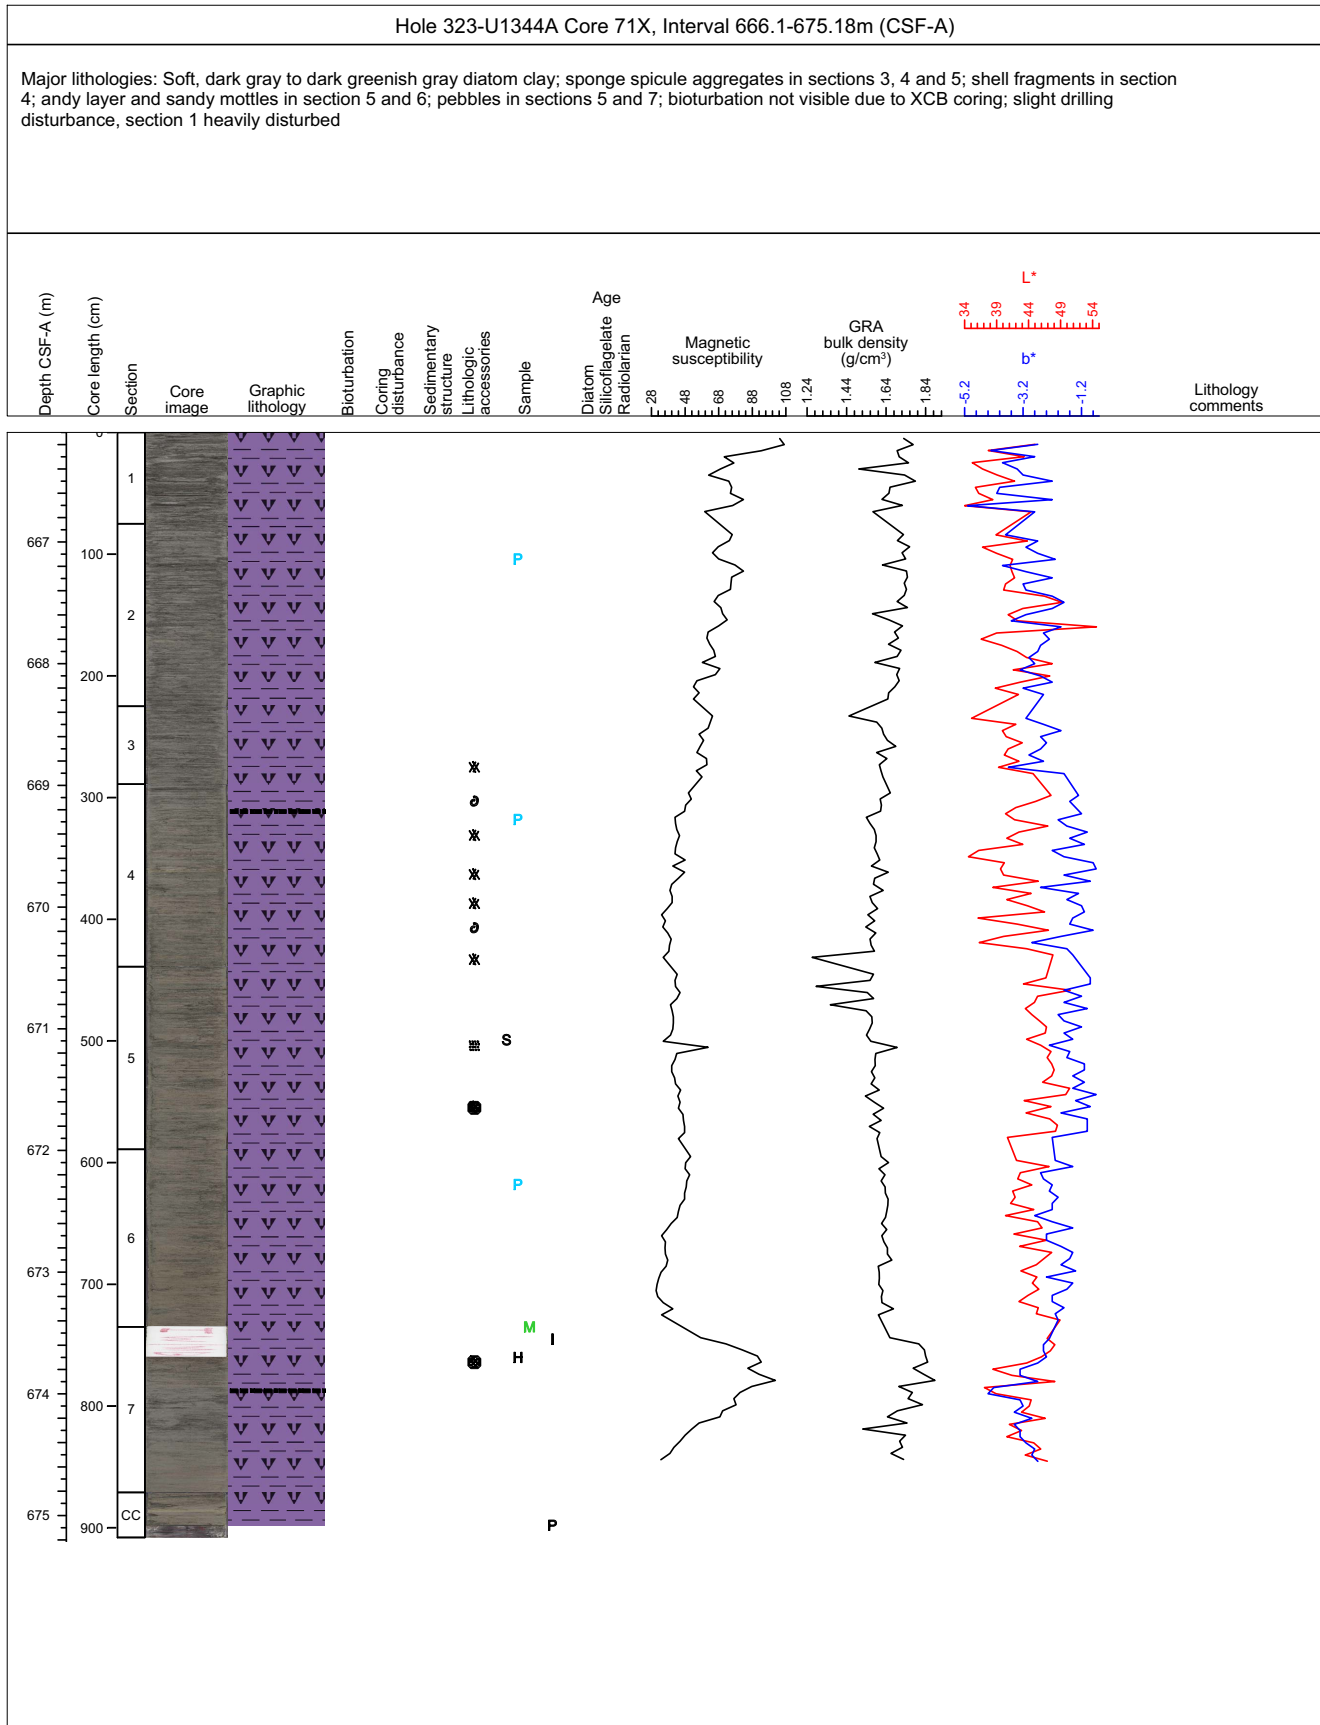 Hole 323-U1344A Core 71X, Interval 666.1-675.18m (CSF-A)
Major lithologies: Soft, dark gray to dark greenish gray diatom clay; sponge spicule aggregates in sections 3, 4 and 5; shell fragments in section
4; andy layer and sandy mottles in section 5 and 6; pebbles in sections 5 and 7; bioturbation not visible due to XCB coring; slight drilling
disturbance, section 1 heavily disturbed
Depth CSF-A (m)
Core length (cm)
Section
Core
image
Graphic
lithology
Bioturbation
Coring
disturbance
Sedimentary
structure
Lithologic
accessories
Sample
Age
Diatom
Silicoflagelate
Radiolarian
Magnetic
susceptibility
28 48 68 88 108
GRA
bulk density
(g/cm³)
1.24 1.44 1.64 1.84
L*
34 39 44 49 54
b*
-5.2 -3.2 -1.2
Lithology
comments
0
1
667
100
P
2
668
200
3
669
300
P
4
670
400
671
500
S
5
672
600
P
6
673
700
M
I
H
674
800
7
675
CC
900
P